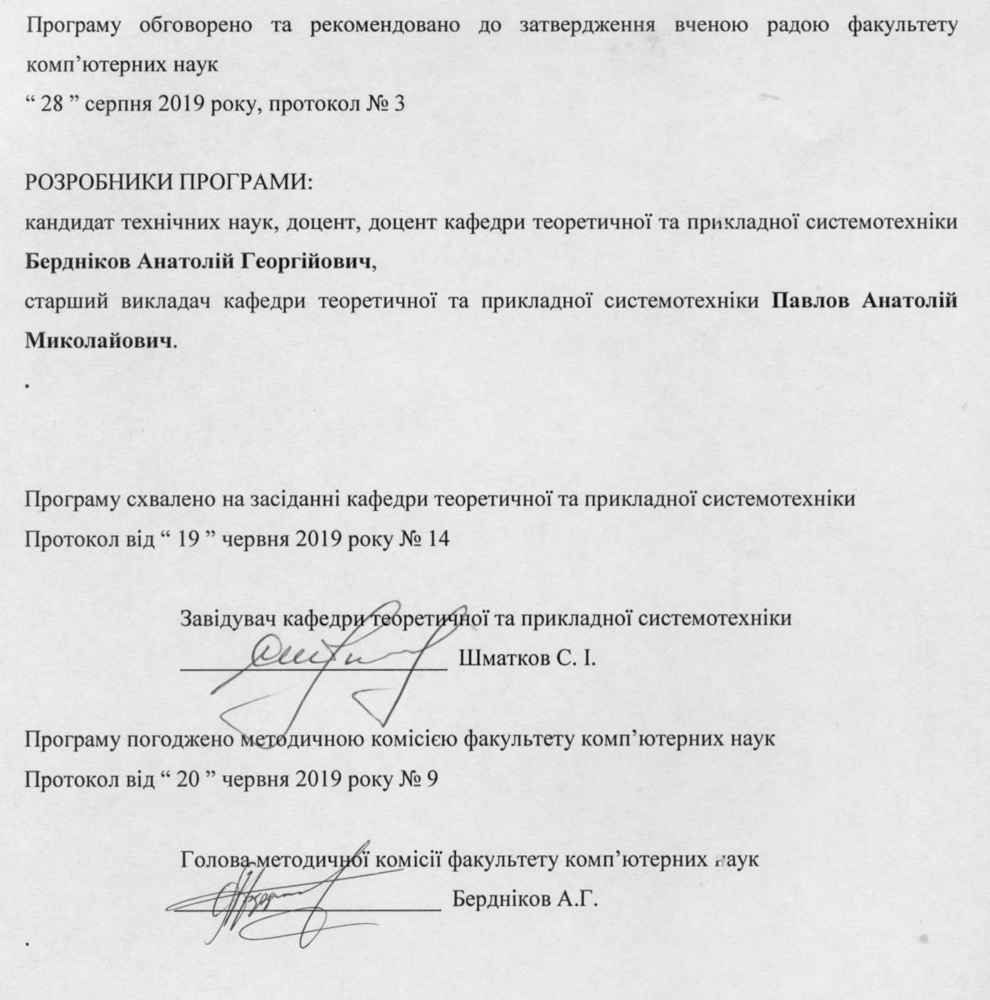 Програму обговорено та рекомендовано до затвердження вченою радою факультету
комп’ютерних наук
“ 28 ” серпня 2019 року, протокол № 3
РОЗРОБНИКИ ПРОГРАМИ:
кандидат технічних наук, доцент, доцент кафедри теоретичної та прикладної системотехніки
Бердніков Анатолій Георгійович,
старший викладач кафедри теоретичної та прикладної системотехніки Павлов Анатолій
Миколайович.
.
Програму схвалено на засіданні кафедри теоретичної та прикладної системотехніки
Протокол від “ 19 ” червня 2019 року № 14
Завідувач кафедри теоретичної та прикладної системотехніки
Шматков С. І.
Програму погоджено методичною комісією факультету комп’ютерних наук
Протокол від “ 20 ” червня 2019 року № 9
Голова методичної комісії факультету комп’ютерних наук
Бердніков А.Г.
.